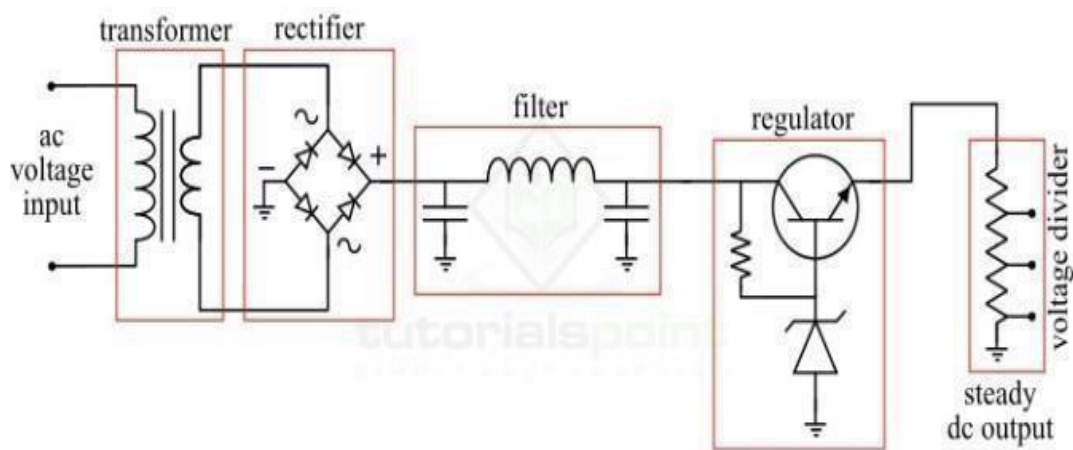 transformer
rectifier
filter
regulator
ac
voltage
input
−
+
~
~
voltage divider
steady
dc output
tutorialspoint